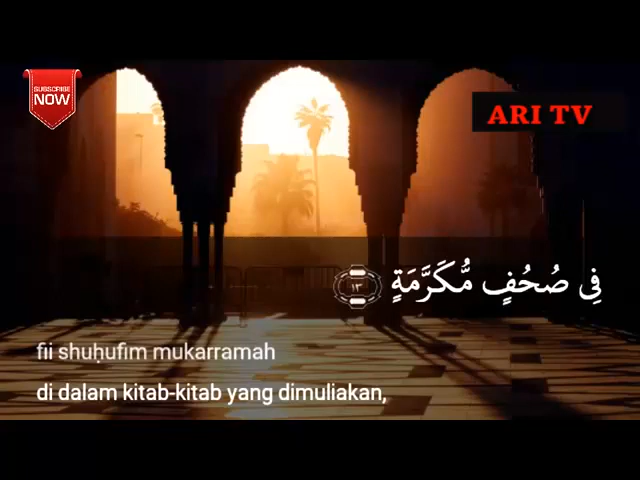 SUBSCRIBE
NOW
ARI TV
فِي صُحُفٍ مُّكَرَّمَةٍ ١٣
fii shuḥufim mukarramah
di dalam kitab-kitab yang dimuliakan,